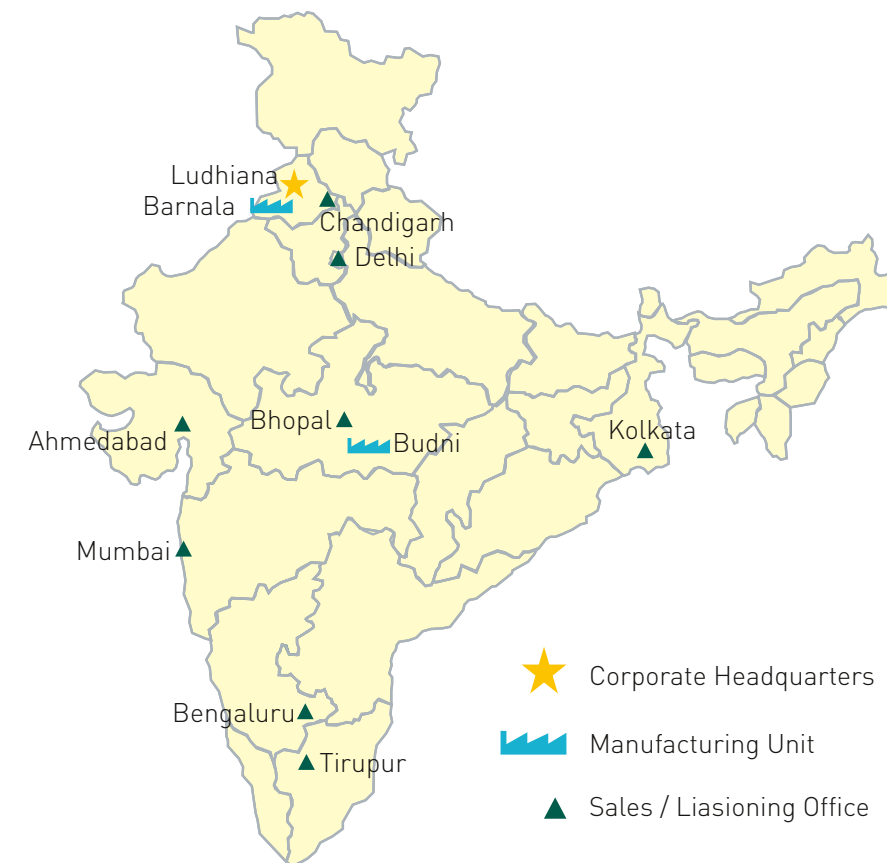 Ludhiana
Barnala
Chandigarh
Delhi
Ahmedabad
Bhopal
Budni
Kolkata
Mumbai
Bengaluru
Tirupur
Corporate Headquarters
Manufacturing Unit
Sales / Liasioning Office